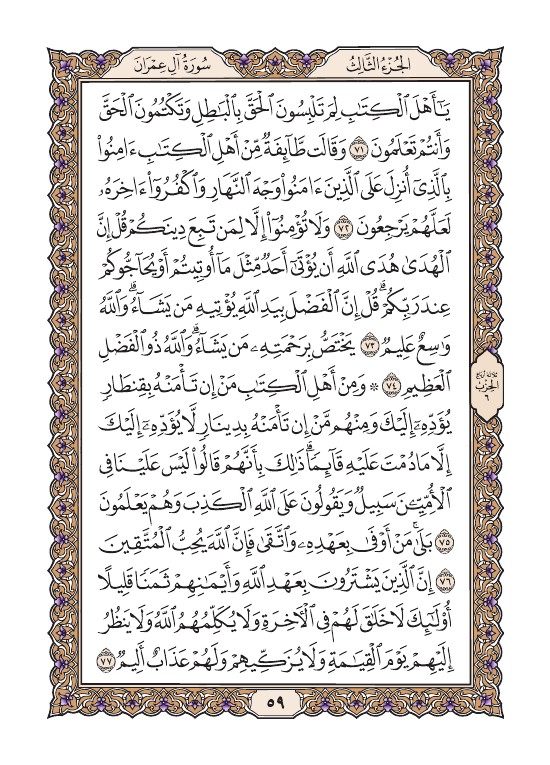 الجزء الثالث
سورة آل عمران
يَٰٓأَهْلَ ٱلْكِتَٰبِ لِمَ تَلْبِسُونَ ٱلْحَقَّ بِٱلْبَٰطِلِ وَتَكْتُمُونَ ٱلْحَقَّ
وَأَنتُمْ تَعْلَمُونَ ٧١ وَقَالَت طَّآئِفَةٌ مِّنْ أَهْلِ ٱلْكِتَٰبِ ءَامِنُوا۟
بِٱلَّذِىٓ أُنزِلَ عَلَى ٱلَّذِينَ ءَامَنُوا۟ وَجْهَ ٱلنَّهَارِ وَٱكْفُرُوٓا۟ ءَاخِرَهُۥ
لَعَلَّهُمْ يَرْجِعُونَ ٧٢ وَلَا تُؤْمِنُوٓا۟ إِلَّا لِمَن تَبِعَ دِينَكُمْ قُلْ إِنَّ
ٱلْهُدَىٰ هُدَى ٱللَّهِ أَن يُؤْتَىٰٓ أَحَدٌ مِّثْلَ مَآ أُوتِيتُمْ أَوْ يُحَآجُّوكُمْ
عِندَ رَبِّكُمْ ۗ قُلْ إِنَّ ٱلْفَضْلَ بِيَدِ ٱللَّهِ يُؤْتِيهِ مَن يَشَآءُ ۗ وَٱللَّهُ
وَٰسِعٌ عَلِيمٌ ٧٣ يَخْتَصُّ بِرَحْمَتِهِۦ مَن يَشَآءُ ۗ وَٱللَّهُ ذُو ٱلْفَضْلِ
ٱلْعَظِيمِ ٧٤ ۞ وَمِنْ أَهْلِ ٱلْكِتَٰبِ مَنْ إِن تَأْمَنْهُ بِقِنطَارٍ
يُؤَدِّهِۦٓ إِلَيْكَ وَمِنْهُم مَّنْ إِن تَأْمَنْهُ بِدِينَارٍ لَّا يُؤَدِّهِۦٓ إِلَيْكَ
إِلَّا مَا دُمْتَ عَلَيْهِ قَآئِمًا ۗ ذَٰلِكَ بِأَنَّهُمْ قَالُوا۟ لَيْسَ عَلَيْنَا فِى
ٱلْأُمِّيِّۦنَ سَبِيلٌ وَيَقُولُونَ عَلَى ٱللَّهِ ٱلْكَذِبَ وَهُمْ يَعْلَمُونَ
٧٥ بَلَىٰ ۚ مَنْ أَوْفَىٰ بِعَهْدِهِۦ وَٱتَّقَىٰ فَإِنَّ ٱللَّهَ يُحِبُّ ٱلْمُتَّقِينَ
٧٦ إِنَّ ٱلَّذِينَ يَشْتَرُونَ بِعَهْدِ ٱللَّهِ وَأَيْمَٰنِهِمْ ثَمَنًا قَلِيلًا
أُو۟لَٰٓئِكَ لَا خَلَٰقَ لَهُمْ فِى ٱلْءَاخِرَةِ وَلَا يُكَلِّمُهُمُ ٱللَّهُ وَلَا يَنظُرُ
إِلَيْهِمْ يَوْمَ ٱلْقِيَٰمَةِ وَلَا يُزَكِّيهِمْ وَلَهُمْ عَذَابٌ أَلِيمٌ ٧٧
ثلاثة أرباع
الحزب
٦
٥٩